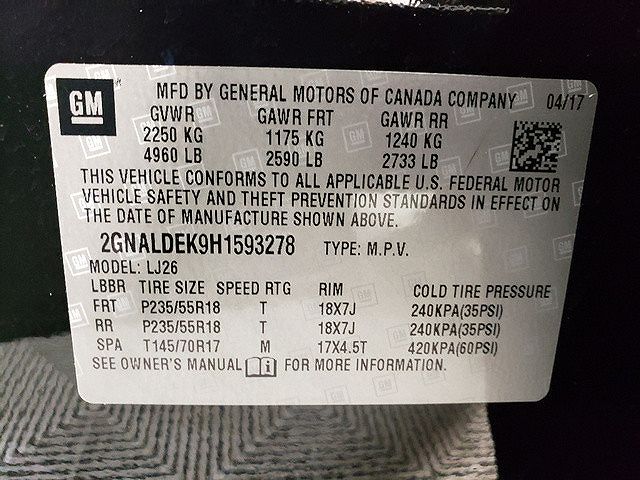 GM
MFD BY GENERAL MOTORS OF CANADA COMPANY 04/17
GVWR GAWR FRT GAWR RR
2250 KG 1175 KG 1240 KG
4960 LB 2590 LB 2733 LB
THIS VEHICLE CONFORMS TO ALL APPLICABLE U.S. FEDERAL MOTOR
VEHICLE SAFETY AND THEFT PREVENTION STANDARDS IN EFFECT ON
THE DATE OF MANUFACTURE SHOWN ABOVE.
2GNALDEK9H1593278 TYPE: M.P.V.
MODEL: LJ26
LBBR TIRE SIZE SPEED RTG RIM COLD TIRE PRESSURE
FRT P235/55R18 T 18X7J 240KPA(35PSI)
RR P235/55R18 T 18X7J 240KPA(35PSI)
SPA T145/70R17 M 17X4.5T 420KPA(60PSI)
SEE OWNER'S MANUAL FOR MORE INFORMATION.